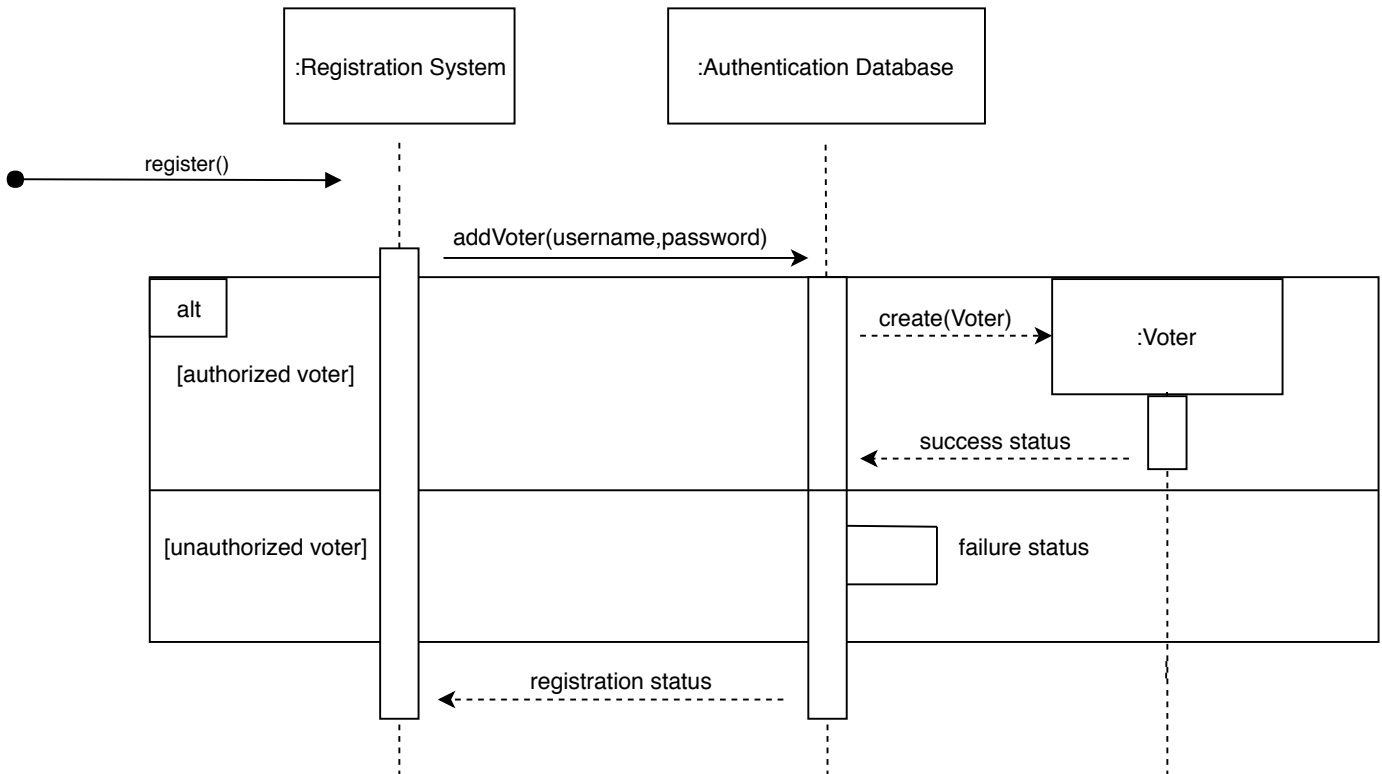 :Registration System
:Authentication Database
register()
addVoter(username,password)
alt
create(Voter)
:Voter
[authorized voter]
success status
[unauthorized voter]
failure status
registration status